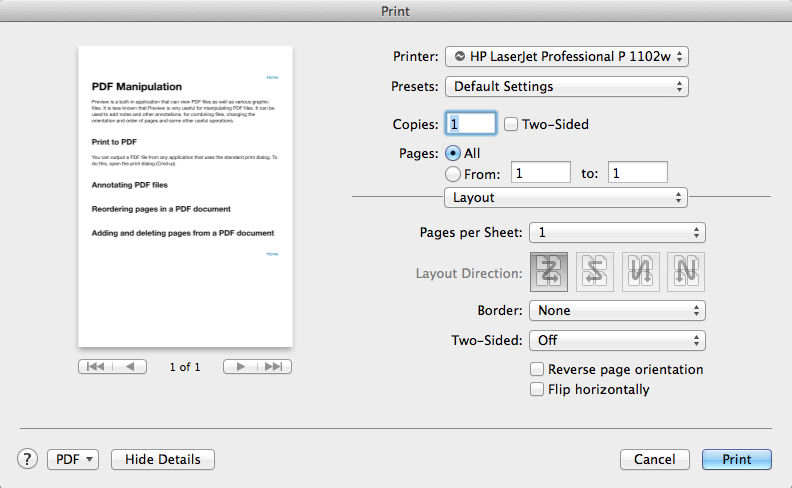 Print
Home
PDF Manipulation
Preview is a built-in application that can view PDF files as well as various graphic
files. It is less known that Preview is very useful for manipulating PDF files. It can be
used to add notes and other annotations, for combining files, changing the
orientation and order of pages and some other useful operations.
Print to PDF
You can output a PDF file from any application that uses the standard print dialog. To
do this, open the print dialog (Cmd+p).
Annotating PDF files
Reordering pages in a PDF document
Adding and deleting pages from a PDF document
Home
1 of 1
Printer: HP LaserJet Professional P 1102w
Presets: Default Settings
Copies: 1 Two-Sided
Pages: All
From: 1 to: 1
Layout
Pages per Sheet: 1
Layout Direction:
Border: None
Two-Sided: Off
Reverse page orientation
Flip horizontally
? PDF Hide Details Cancel Print